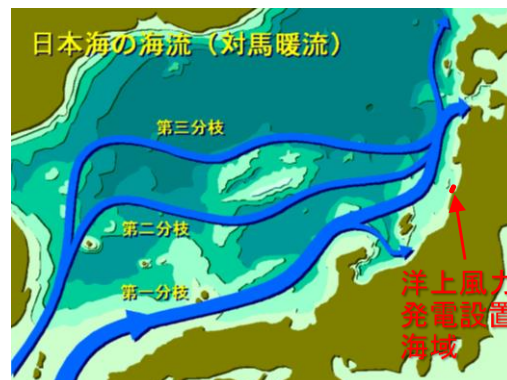 日本海の海流（対馬暖流）
第三分枝
第二分枝
第一分枝
洋上風力
発電設置
海域